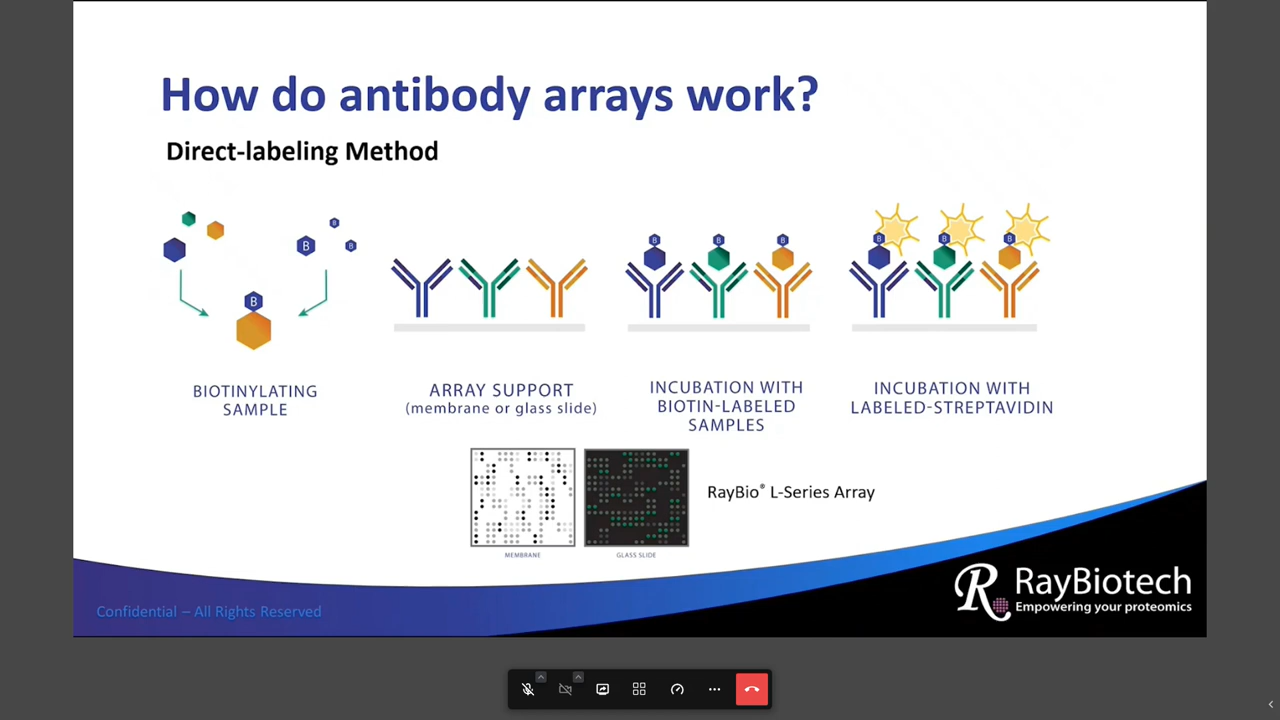 How do antibody arrays work?
Direct-labeling Method
B
B
B
B
B
B
B
B
B
B
BIOTINYLATING
SAMPLE
ARRAY SUPPORT
(membrane or glass slide)
INCUBATION WITH
BIOTIN-LABELED
SAMPLES
INCUBATION WITH
LABELED-STREPTAVIDIN
RayBio® L-Series Array
MEMBRANE
GLASS SLIDE
Confidential – All Rights Reserved
R
RayBiotech
Empowering your proteomics